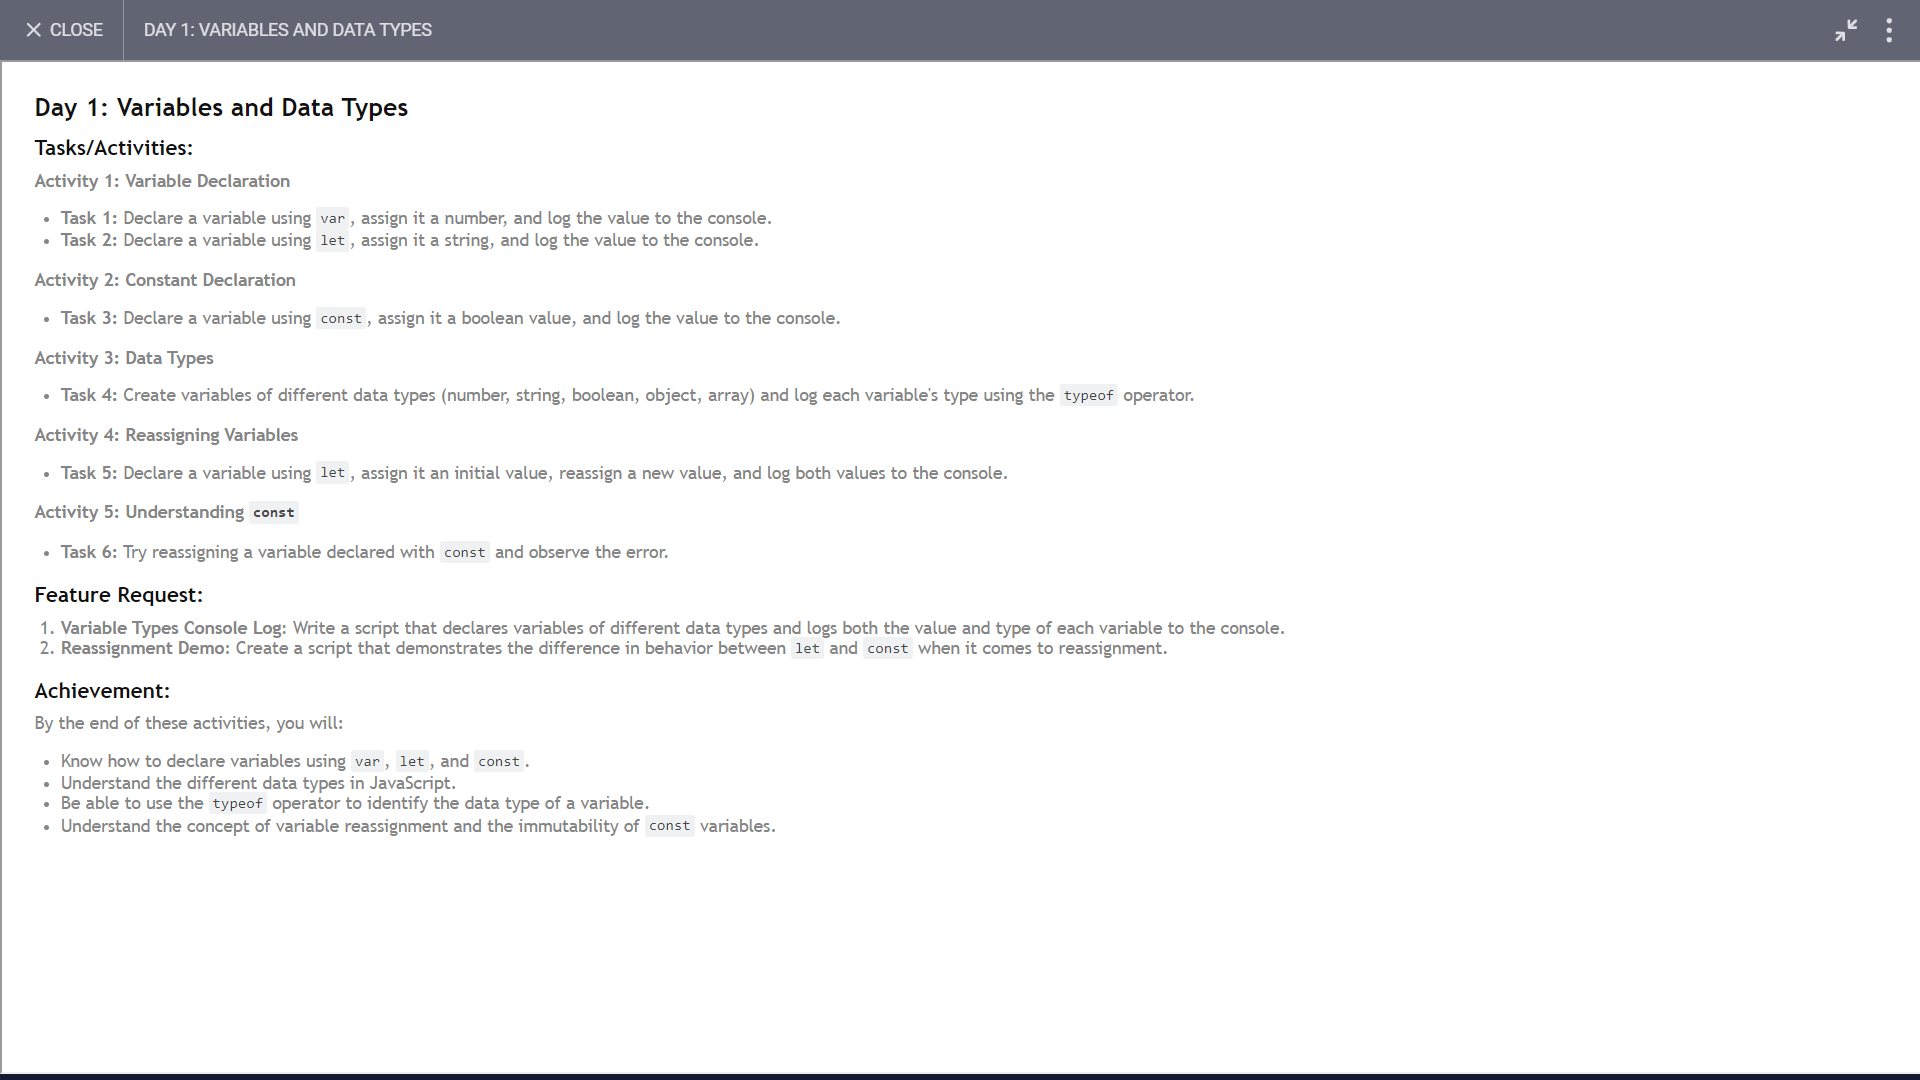 CLOSE
DAY 1: VARIABLES AND DATA TYPES
Day 1: Variables and Data Types
Tasks/Activities:
Activity 1: Variable Declaration
• Task 1: Declare a variable using var, assign it a number, and log the value to the console.
• Task 2: Declare a variable using let, assign it a string, and log the value to the console.
Activity 2: Constant Declaration
• Task 3: Declare a variable using const, assign it a boolean value, and log the value to the console.
Activity 3: Data Types
• Task 4: Create variables of different data types (number, string, boolean, object, array) and log each variable's type using the typeof operator.
Activity 4: Reassigning Variables
• Task 5: Declare a variable using let, assign it an initial value, reassign a new value, and log both values to the console.
Activity 5: Understanding const
• Task 6: Try reassigning a variable declared with const and observe the error.
Feature Request:
1. Variable Types Console Log: Write a script that declares variables of different data types and logs both the value and type of each variable to the console.
2. Reassignment Demo: Create a script that demonstrates the difference in behavior between let and const when it comes to reassignment.
Achievement:
By the end of these activities, you will:
• Know how to declare variables using var, let, and const.
• Understand the different data types in JavaScript.
• Be able to use the typeof operator to identify the data type of a variable.
• Understand the concept of variable reassignment and the immutability of const variables.